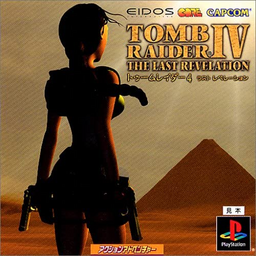 EIDOS CAPCOM
INTERACTIVE
TOMB
RAIDER IV
THE LAST REVELATION
トゥームレイダー4 ラスト レベレーション
見本
PlayStation
アクションアドベンチャー